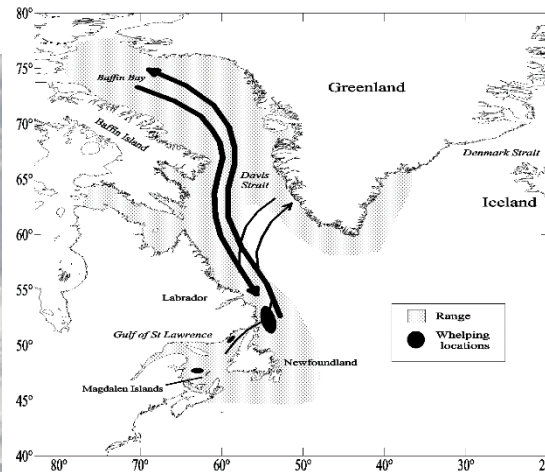 80°
75°
70°
65°
60°
55°
50°
45°
40°
80°
70°
60°
50°
40°
30°
20
Baffin Bay
Greenland
Baffin Island
Davis
Strait
Denmark Strait
Iceland
Labrador
Gulf of St Lawrence
Newfoundland
Magdalen Islands
Range
Whelping
locations